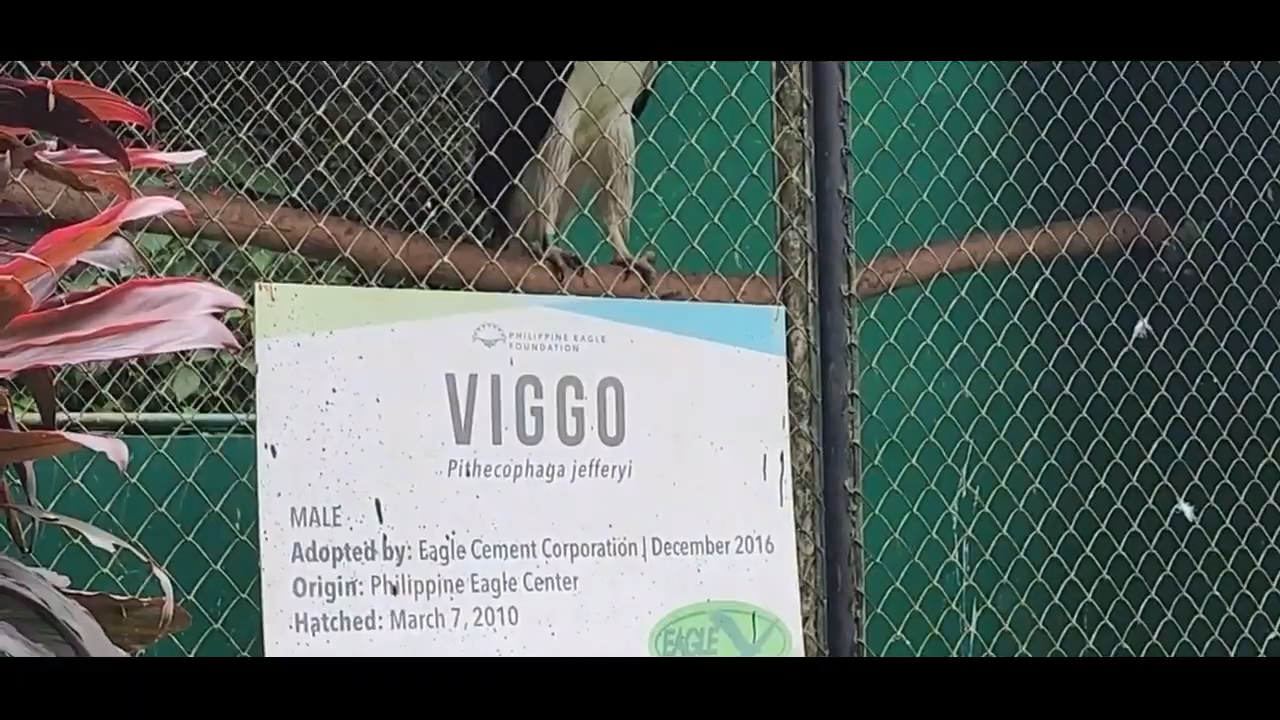 PHILIPPINE EAGLE
FOUNDATION
VIGGO
Pithecophaga jefferyi
MALE
Adopted by: Eagle Cement Corporation | December 2016
Origin: Philippine Eagle Center
Hatched: March 7, 2010
EAGLE